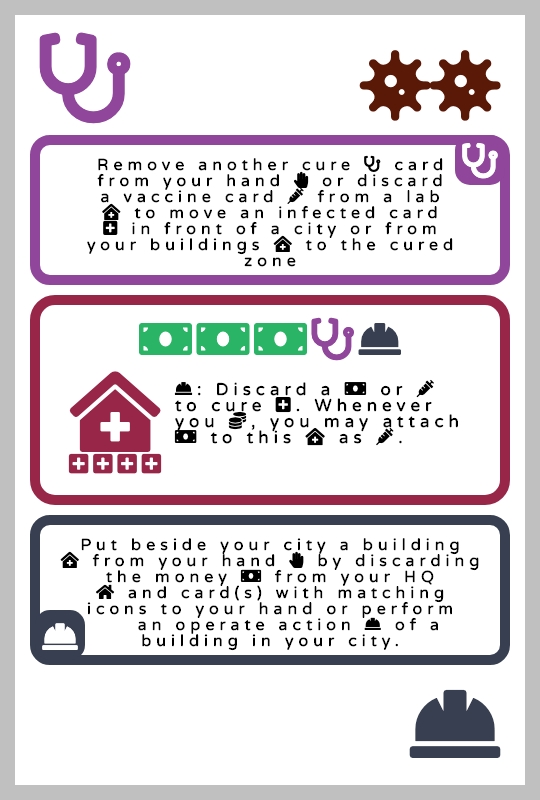 Remove another cure card
from your hand or discard
a vaccine card from a lab
to move an infected card
in front of a city or from
your buildings to the cured
zone
: Discard a or
to cure . Whenever
you , you may attach
to this as .
Put beside your city a building
from your hand by discarding
the money from your HQ
and card(s) with matching
icons to your hand or perform
an operate action of a
building in your city.